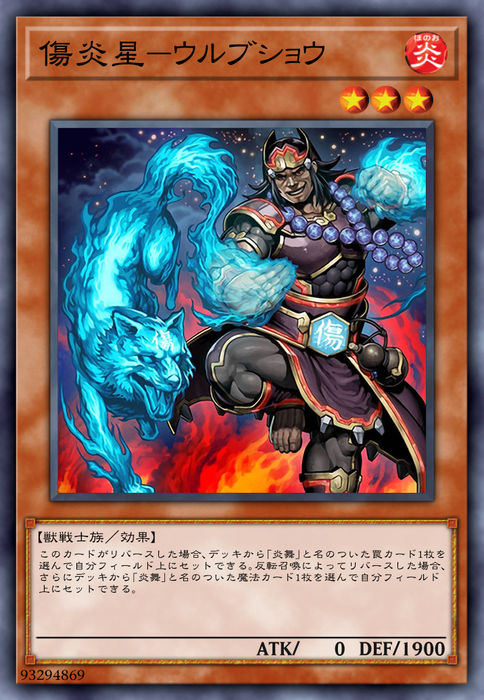 傷炎星-ウルブショウ
ほのお
炎
傷
傷
【獣戦士族／効果】
このカードがリバースした場合、デッキから「炎舞」と名のついた罠カード1枚を
選んで自分フィールド上にセットできる。反転召喚によってリバースした場合、
さらにデッキから「炎舞」と名のついた魔法カード1枚を選んで自分フィールド
上にセットできる。
ATK/ 0 DEF/1900
93294869